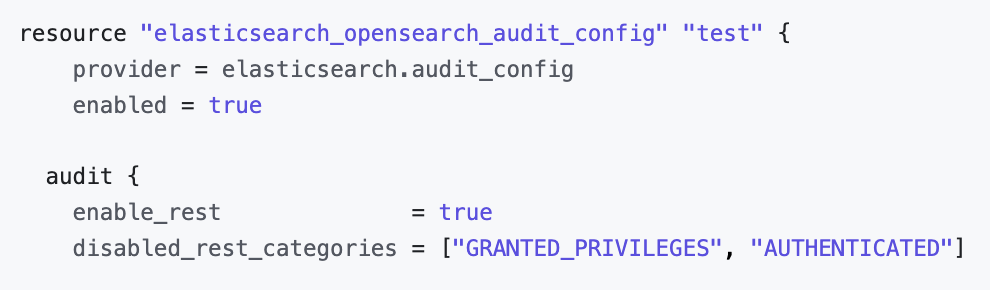 resource "elasticsearch_opensearch_audit_config" "test" {
    provider = elasticsearch.audit_config
    enabled = true

  audit {
    enable_rest              = true
    disabled_rest_categories = ["GRANTED_PRIVILEGES", "AUTHENTICATED"]